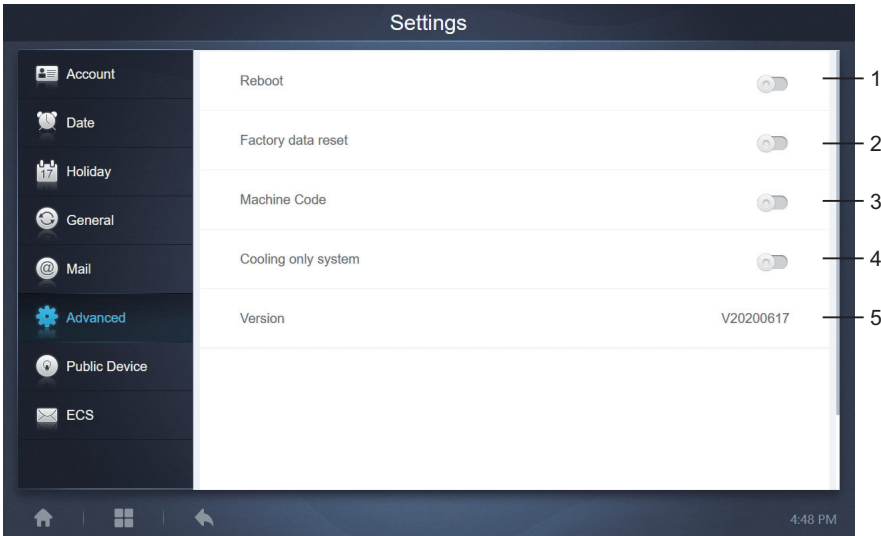 Settings
Account
Date
17
Holiday
General
@
Mail
Advanced
Public Device
ECS
Reboot
1
Factory data reset
2
Machine Code
3
Cooling only system
4
Version
V20200617
5
4:48 PM